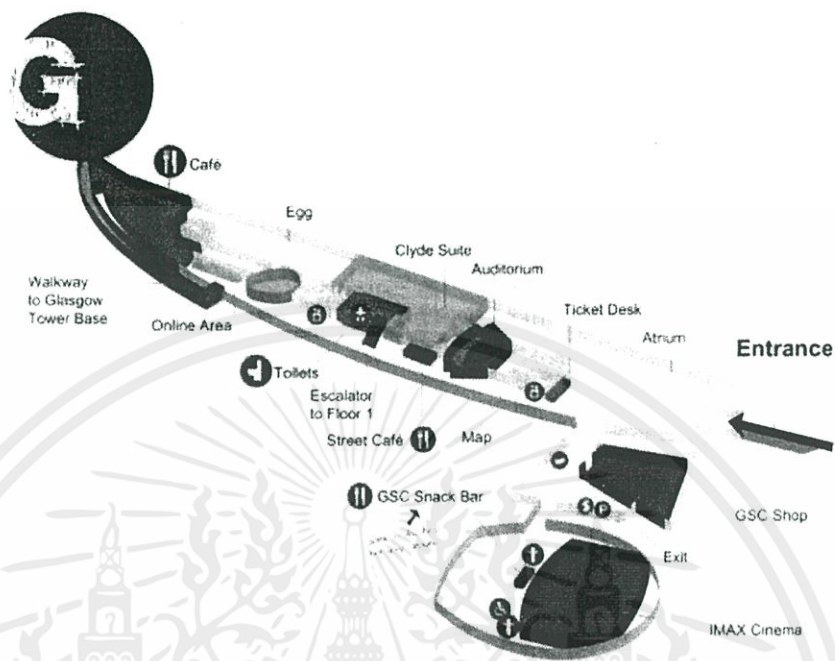 G
Café
Egg
Clyde Suite
Auditorium
Ticket Desk
Atrium
Entrance
Walkway
to Glasgow
Tower Base
Online Area
Toilets
Escalator
to Floor 1
Street Café
Map
GSC Snack Bar
GSC Shop
$ P
Exit
IMAX Cinema